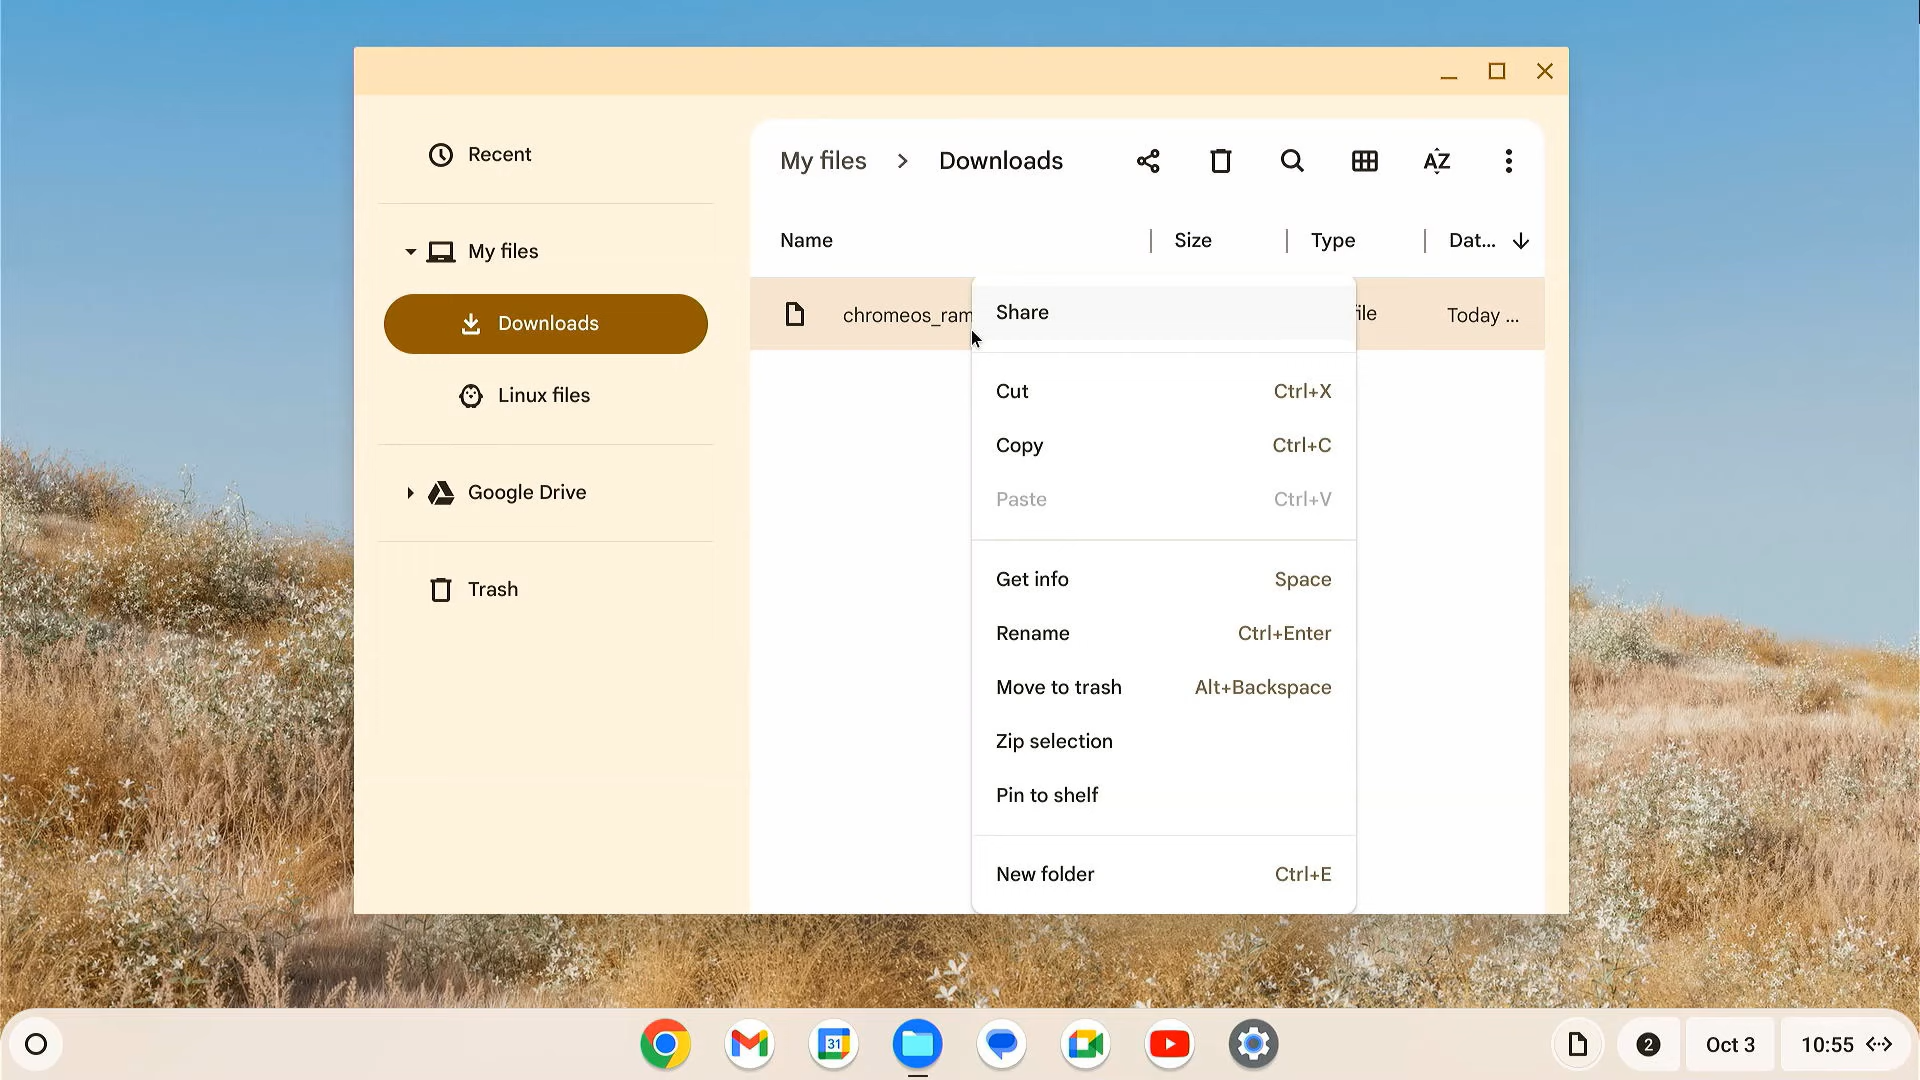 Recent
My files
Downloads
Linux files
Google Drive
Trash
My files > Downloads
AZ
Name Size Type Dat...
chromeos_ram ile Today ...
Share
Cut Ctrl+X
Copy Ctrl+C
Paste Ctrl+V
Get info Space
Rename Ctrl+Enter
Move to trash Alt+Backspace
Zip selection
Pin to shelf
New folder Ctrl+E
31
2 Oct 3 10:55